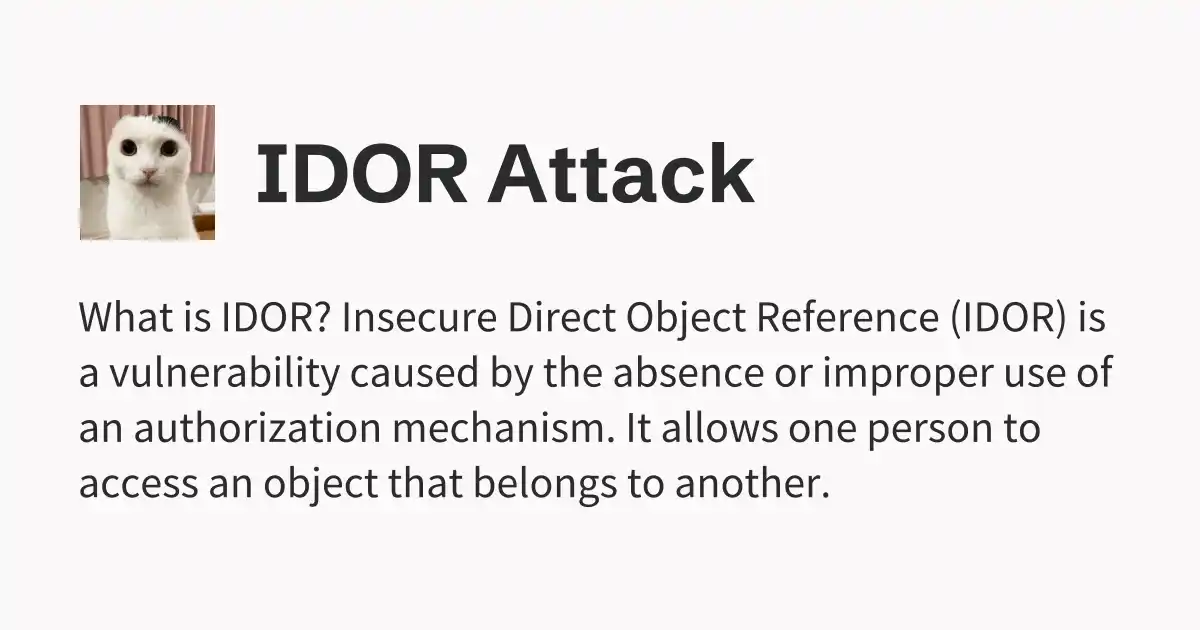 IDOR Attack
What is IDOR? Insecure Direct Object Reference (IDOR) is
a vulnerability caused by the absence or improper use of
an authorization mechanism. It allows one person to
access an object that belongs to another.